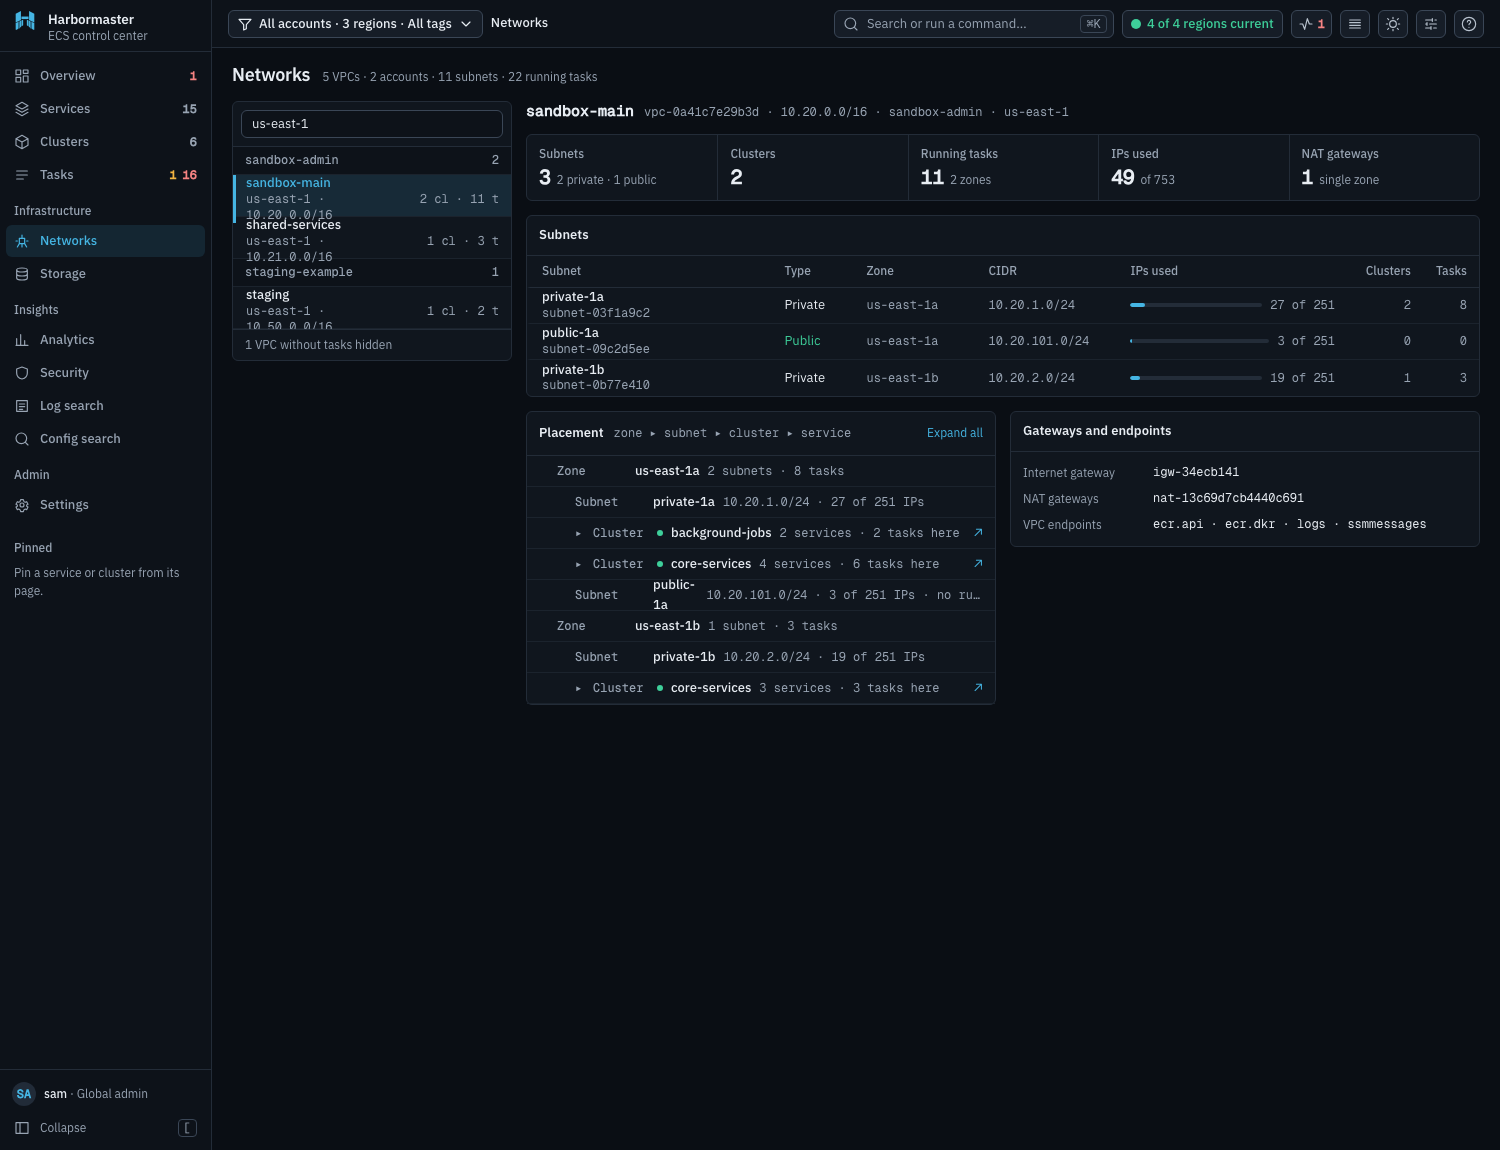 Harbormaster
ECS control center
All accounts · 3 regions · All tags
Networks
Search or run a command...
⌘K
4 of 4 regions current
1
Overview 1
Services 15
Clusters 6
Tasks 1 16
Infrastructure
Networks
Storage
Insights
Analytics
Security
Log search
Config search
Admin
Settings
Pinned
Pin a service or cluster from its
page.
SA sam · Global admin
Collapse [
Networks 5 VPCs · 2 accounts · 11 subnets · 22 running tasks
us-east-1
sandbox-admin 2
sandbox-main
us-east-1 · 2 cl · 11 t
10.20.0.0/16
shared-services
us-east-1 · 1 cl · 3 t
10.21.0.0/16
staging-example 1
staging
us-east-1 · 1 cl · 2 t
10.50.0.0/16
1 VPC without tasks hidden
sandbox-main vpc-0a41c7e29b3d · 10.20.0.0/16 · sandbox-admin · us-east-1
Subnets
3 2 private · 1 public
Clusters
2
Running tasks
11 2 zones
IPs used
49 of 753
NAT gateways
1 single zone
Subnets
Subnet Type Zone CIDR IPs used Clusters Tasks
private-1a
subnet-03f1a9c2 Private us-east-1a 10.20.1.0/24 27 of 251 2 8
public-1a
subnet-09c2d5ee Public us-east-1a 10.20.101.0/24 3 of 251 0 0
private-1b
subnet-0b77e410 Private us-east-1b 10.20.2.0/24 19 of 251 1 3
Placement zone ▸ subnet ▸ cluster ▸ service Expand all
Zone us-east-1a 2 subnets · 8 tasks
Subnet private-1a 10.20.1.0/24 · 27 of 251 IPs
▸ Cluster background-jobs 2 services · 2 tasks here ↗
▸ Cluster core-services 4 services · 6 tasks here ↗
Subnet public-1a 10.20.101.0/24 · 3 of 251 IPs · no ru…
Zone us-east-1b 1 subnet · 3 tasks
Subnet private-1b 10.20.2.0/24 · 19 of 251 IPs
▸ Cluster core-services 3 services · 3 tasks here ↗
Gateways and endpoints
Internet gateway igw-34ecb141
NAT gateways nat-13c69d7cb4440c691
VPC endpoints ecr.api · ecr.dkr · logs · ssmmessages